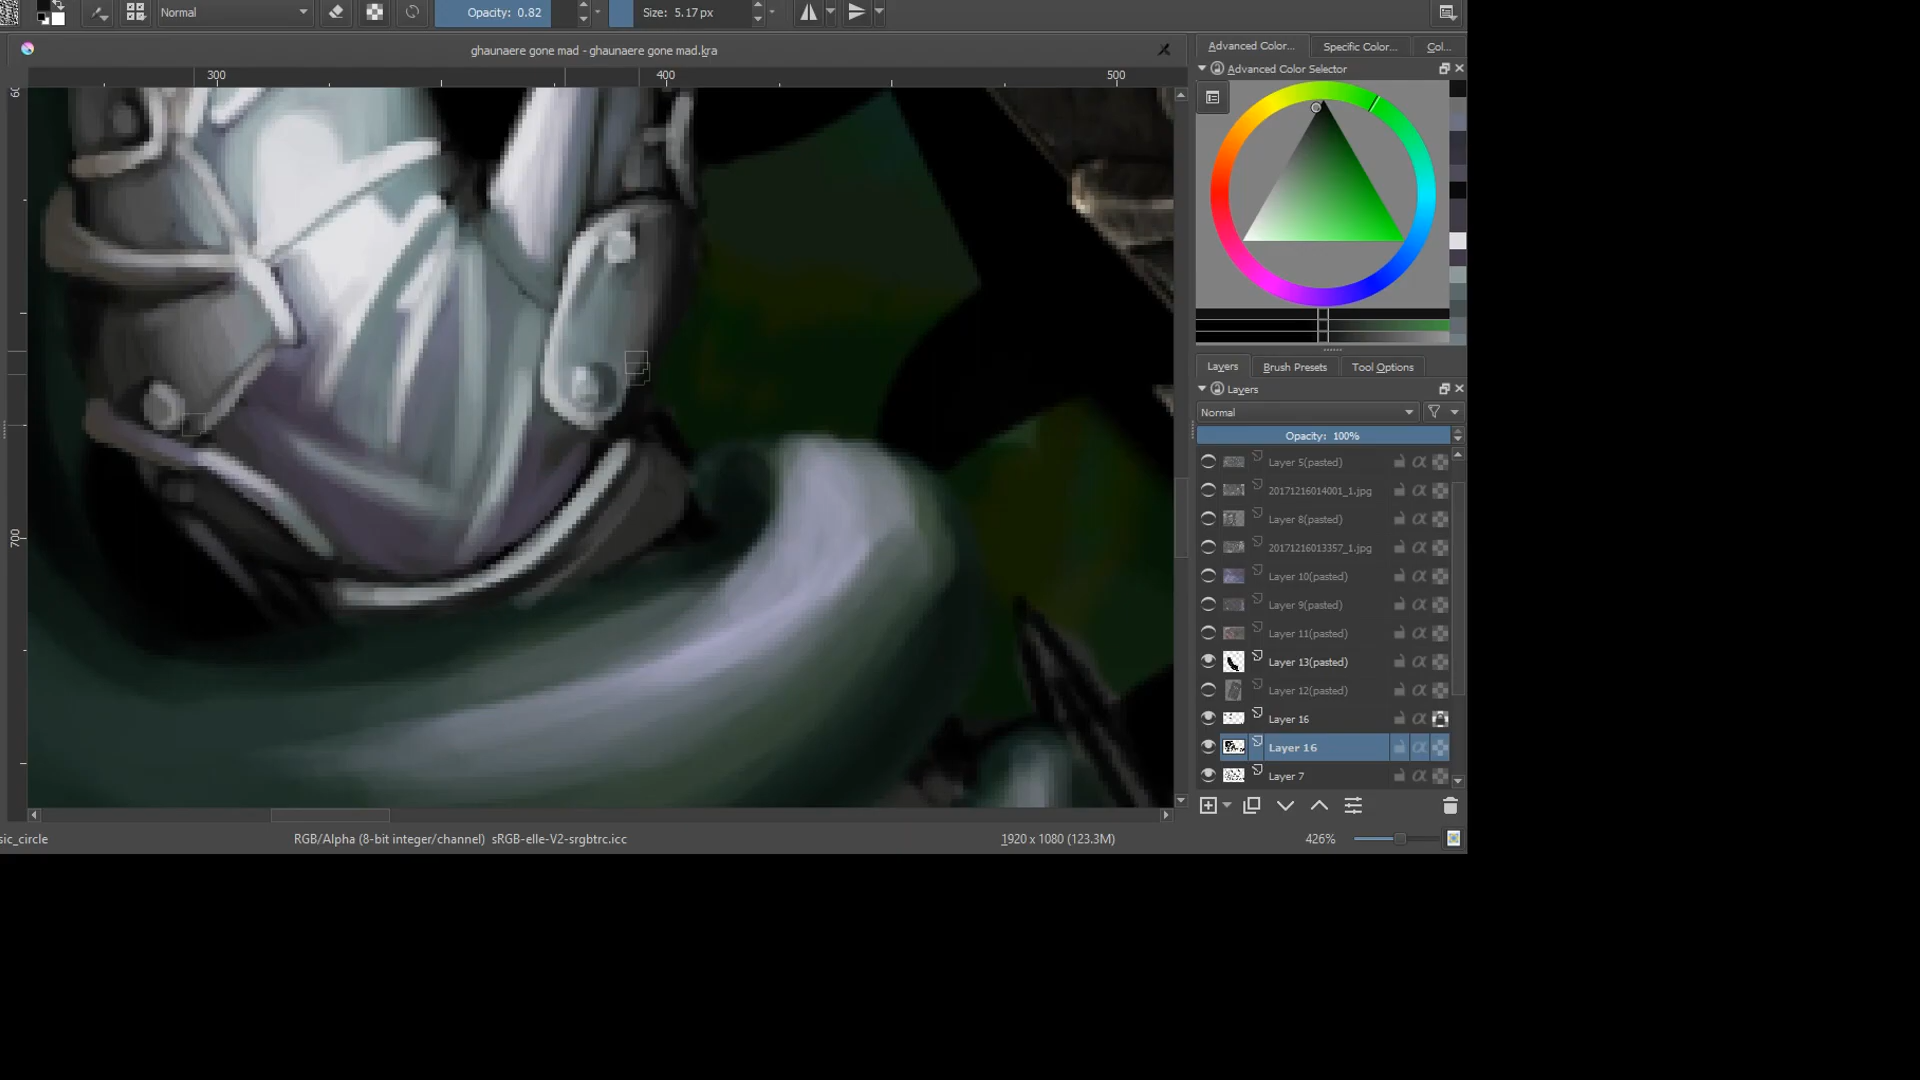 Normal
Opacity: 0.82
Size: 5.17 px
ghaunaere gone mad - ghaunaere gone mad.kra
Advanced Color...
Specific Color...
Col...
Advanced Color Selector
300
400
500
700
Layers
Brush Presets
Tool Options
Layers
Normal
Opacity: 100%
Layer 5(pasted)
20171216014001_1.jpg
Layer 8(pasted)
20171216013357_1.jpg
Layer 10(pasted)
Layer 9(pasted)
Layer 11(pasted)
Layer 13(pasted)
Layer 12(pasted)
Layer 16
Layer 16
Layer 7
sic_circle
RGB/Alpha (8-bit integer/channel) sRGB-elle-V2-srgbtrc.icc
1920 x 1080 (123.3M)
426%